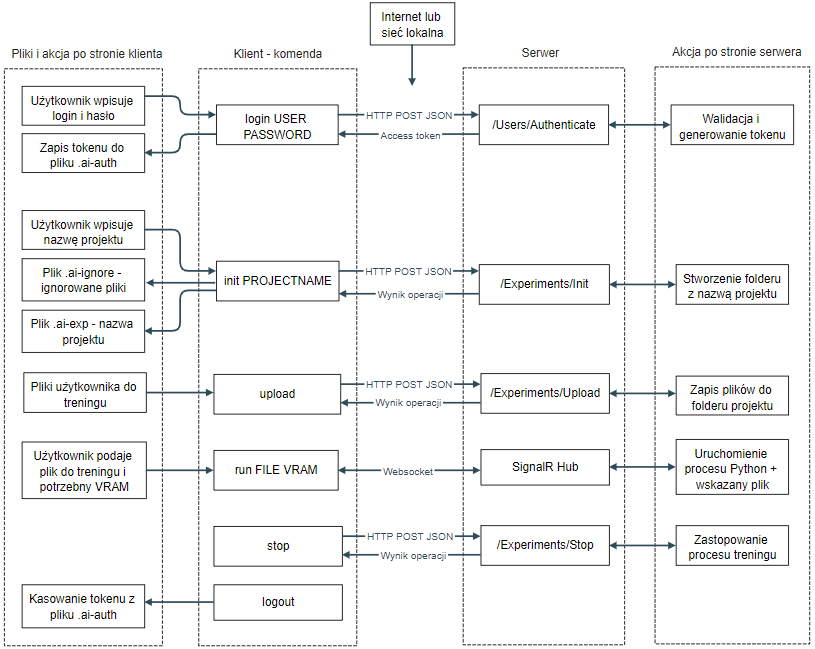 Internet lub
sieć lokalna
Pliki i akcja po stronie klienta
Klient - komenda
Serwer
Akcja po stronie serwera
Użytkownik wpisuje
login i hasło
Zapis tokenu do
pliku .ai-auth
login USER
PASSWORD
HTTP POST JSON
Access token
/Users/Authenticate
Walidacja i
generowanie tokenu
Użytkownik wpisuje
nazwę projektu
Plik .ai-ignore -
ignorowane pliki
Plik .ai-exp - nazwa
projektu
init PROJECTNAME
HTTP POST JSON
Wynik operacji
/Experiments/Init
Stworzenie folderu
z nazwą projektu
Pliki użytkownika do
treningu
upload
HTTP POST JSON
Wynik operacji
/Experiments/Upload
Zapis plików do
folderu projektu
Użytkownik podaje
plik do treningu i
potrzebny VRAM
run FILE VRAM
Websocket
SignalR Hub
Uruchomienie
procesu Python +
wskazany plik
stop
HTTP POST JSON
Wynik operacji
/Experiments/Stop
Zastopowanie
procesu treningu
Kasowanie tokenu z
pliku .ai-auth
logout